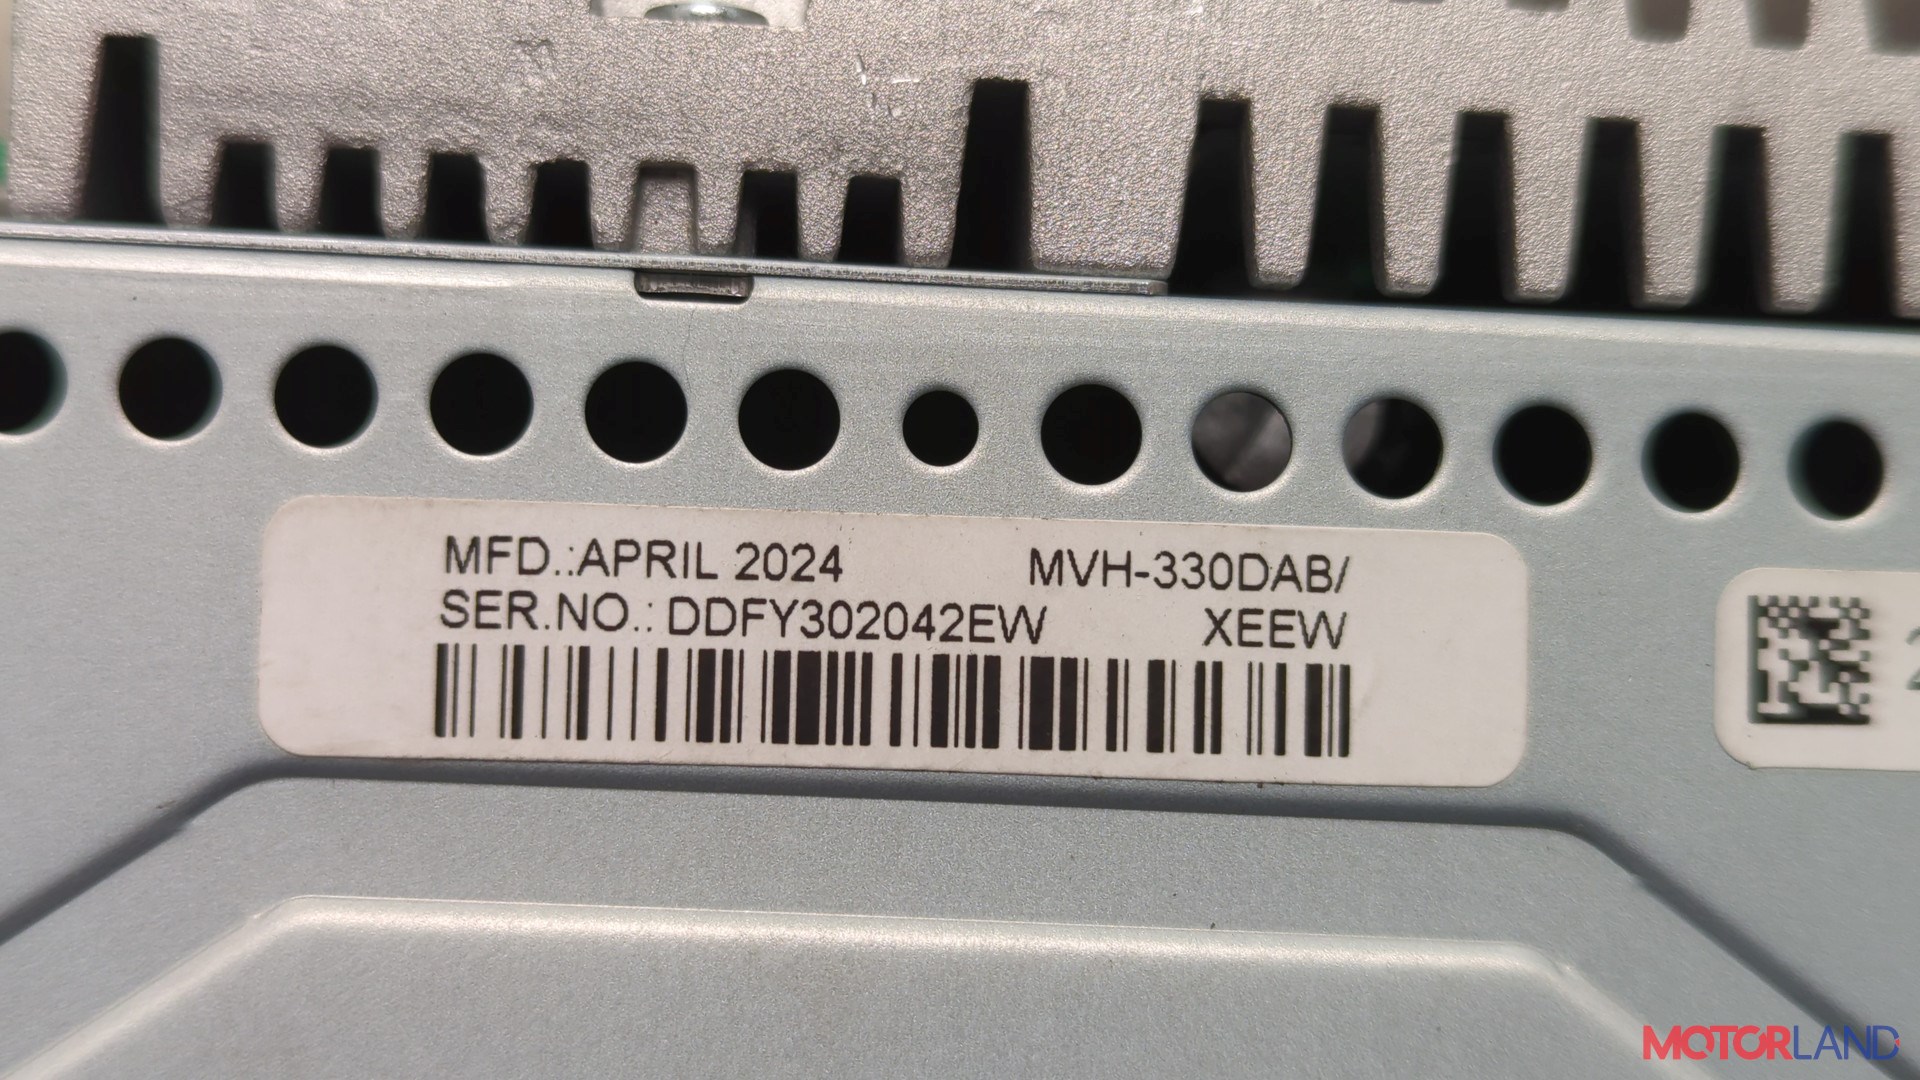 MFD.:APRIL 2024 MVH-330DAB/
SER.NO.: DDFY302042EW XEEW
MOTORLAND